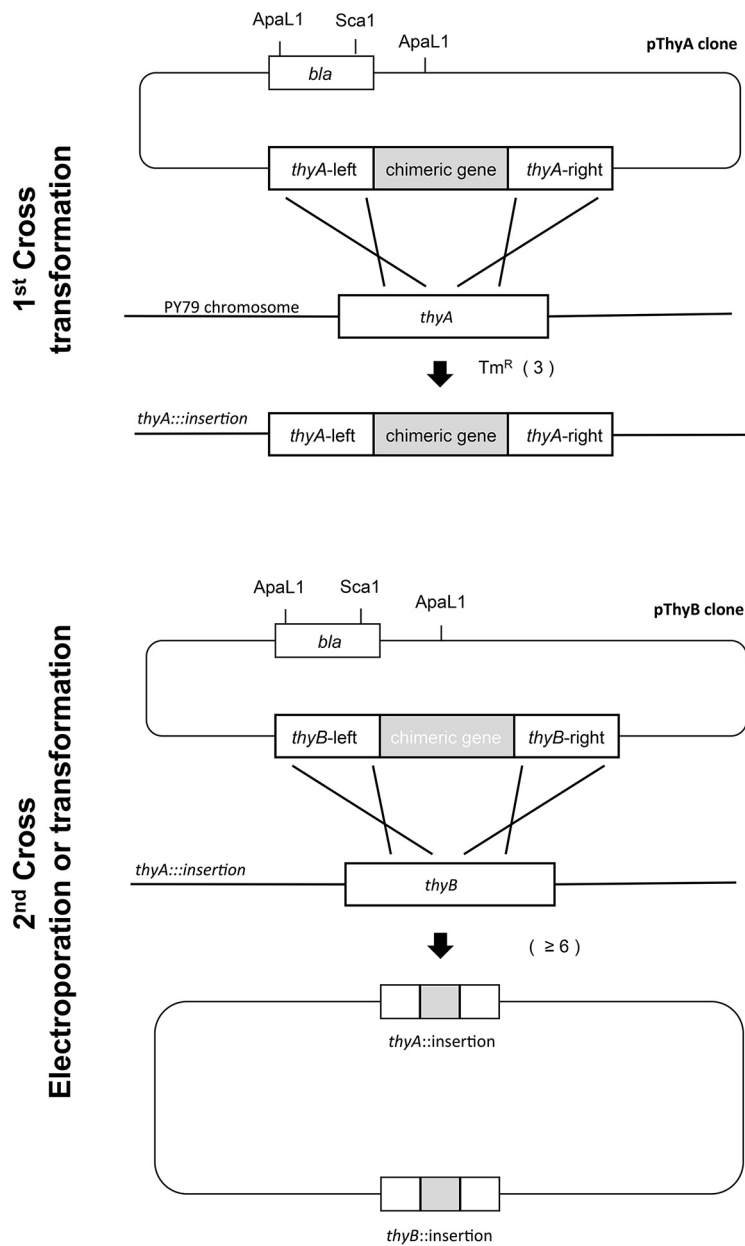 1st Cross
transformation
ApaL1 Sca1 ApaL1 pThyA clone
bla
thyA-left chimeric gene thyA-right
PY79 chromosome thyA
TmR ( 3 )
thyA:::insertion thyA-left chimeric gene thyA-right
2nd Cross
Electroporation or transformation
ApaL1 Sca1 ApaL1 pThyB clone
bla
thyB-left chimeric gene thyB-right
thyA:::insertion thyB
( ≥ 6 )
thyA::insertion
thyB::insertion